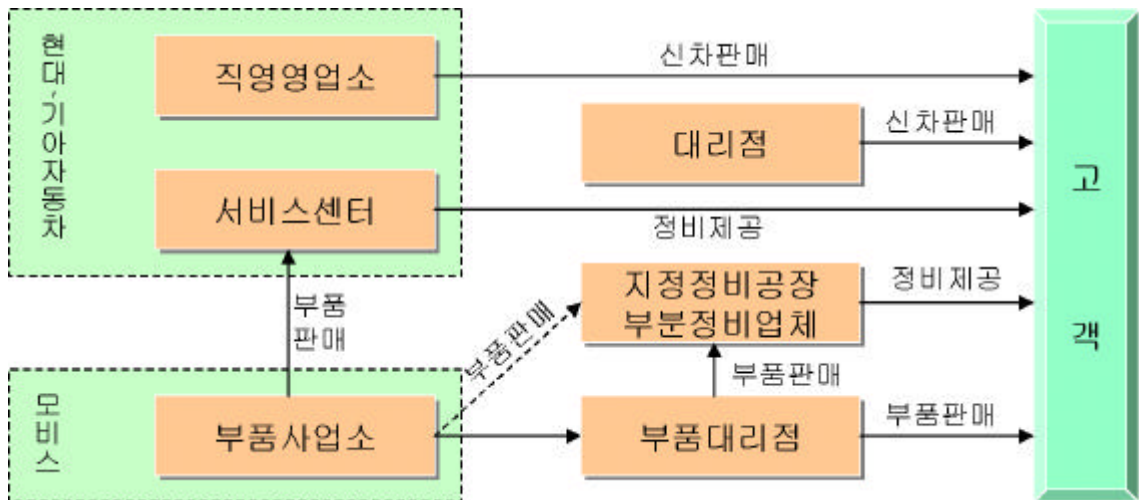 현대·기아자동차
직영영업소
신차판매
대리점
신차판매
서비스센터
정비제공
지정정비공장
부분정비업체
정비제공
부품
판매
부품판매
부품판매
모비스
부품사업소
부품대리점
부품판매
고객